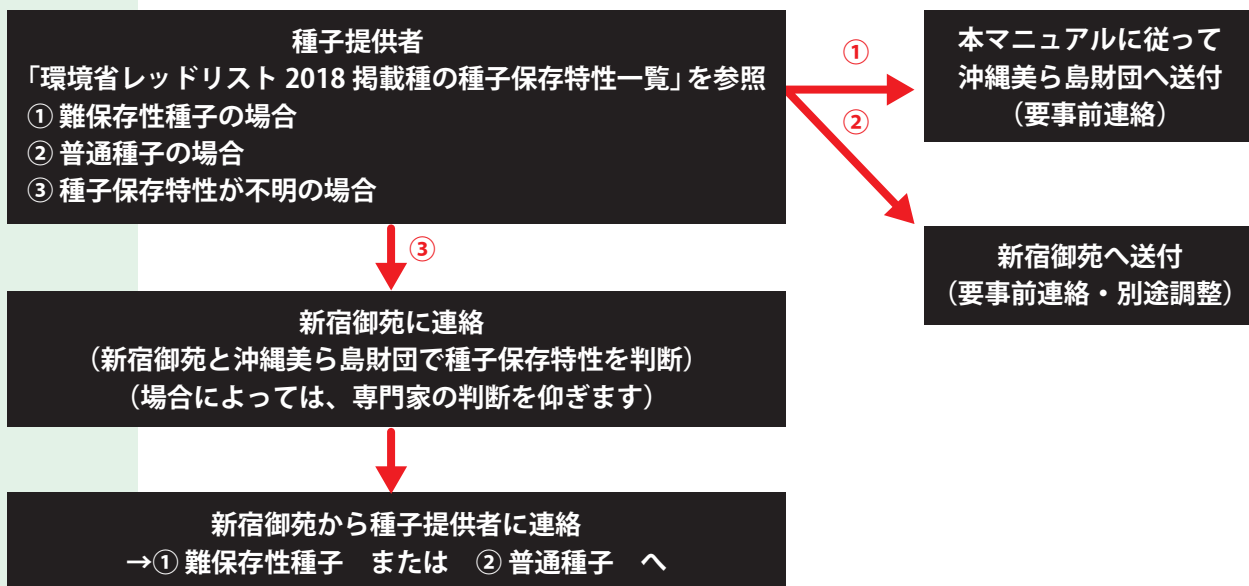 種子提供者
「環境省レッドリスト 2018 掲載種の種子保存特性一覧」を参照
① 難保存性種子の場合
② 普通種子の場合
③ 種子保存特性が不明の場合
①
②
本マニュアルに従って
沖縄美ら島財団へ送付
（要事前連絡）
新宿御苑へ送付
（要事前連絡・別途調整）
③
新宿御苑に連絡
（新宿御苑と沖縄美ら島財団で種子保存特性を判断）
（場合によっては、専門家の判断を仰ぎます）
新宿御苑から種子提供者に連絡
→① 難保存性種子　または　② 普通種子　へ